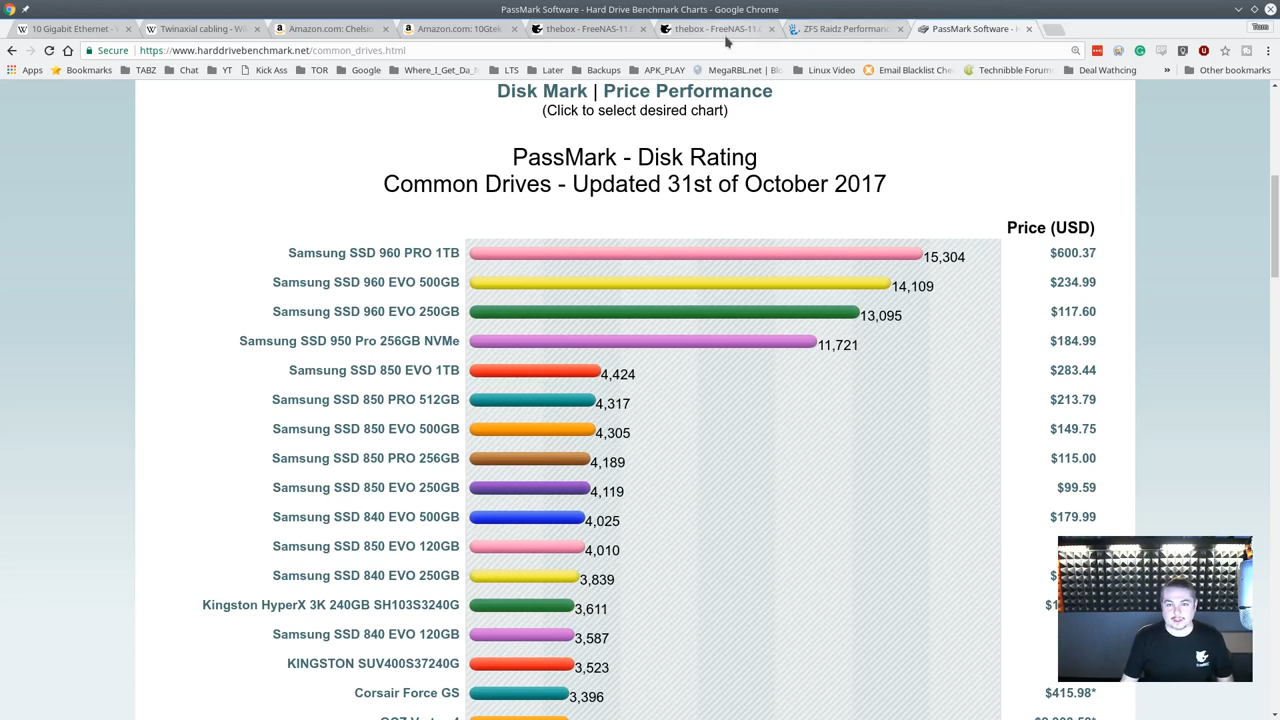 PassMark Software - Hard Drive Benchmark Charts - Google Chrome
10 Gigabit Ethernet - V
Twinaxial cabling - Wi
Amazon.com: Chelsio
Amazon.com: 10Gtek
thebox - FreeNAS-11.0
thebox - FreeNAS-11.0
ZFS Raidz Performanc
PassMark Software - H
Tom
Secure
https://www.harddrivebenchmark.net/common_drives.html
Apps
Bookmarks
TABZ
Chat
YT
Kick Ass
TOR
Google
Where_I_Get_Da_
LTS
Later
Backups
APK_PLAY
MegaRBL.net | Blo
Linux Video
Email Blacklist Chec
Technibble Forum
Deal Wathcing
Other bookmarks
Disk Mark | Price Performance
(Click to select desired chart)
PassMark - Disk Rating
Common Drives - Updated 31st of October 2017
Price (USD)
Samsung SSD 960 PRO 1TB 15,304 $600.37
Samsung SSD 960 EVO 500GB 14,109 $234.99
Samsung SSD 960 EVO 250GB 13,095 $117.60
Samsung SSD 950 Pro 256GB NVMe 11,721 $184.99
Samsung SSD 850 EVO 1TB 4,424 $283.44
Samsung SSD 850 PRO 512GB 4,317 $213.79
Samsung SSD 850 EVO 500GB 4,305 $149.75
Samsung SSD 850 PRO 256GB 4,189 $115.00
Samsung SSD 850 EVO 250GB 4,119 $99.59
Samsung SSD 840 EVO 500GB 4,025 $179.99
Samsung SSD 850 EVO 120GB 4,010
Samsung SSD 840 EVO 250GB 3,839
Kingston HyperX 3K 240GB SH103S3240G 3,611
Samsung SSD 840 EVO 120GB 3,587
KINGSTON SUV400S37240G 3,523
Corsair Force GS 3,396 $415.98*